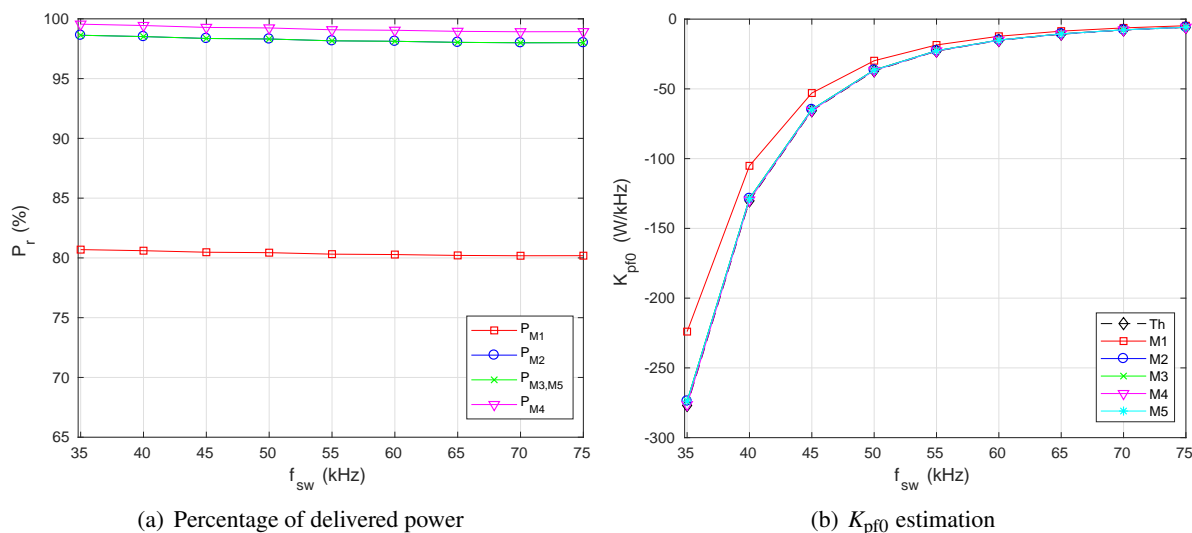 100
95
90
85
80
75
70
65
P_r (%)
35 40 45 50 55 60 65 70 75
f_sw (kHz)
P_M1
P_M2
P_M3,M5
P_M4
(a) Percentage of delivered power
0
-50
-100
-150
-200
-250
-300
K_pf0 (W/kHz)
35 40 45 50 55 60 65 70 75
f_sw (kHz)
Th
M1
M2
M3
M4
M5
(b) K_pf0 estimation